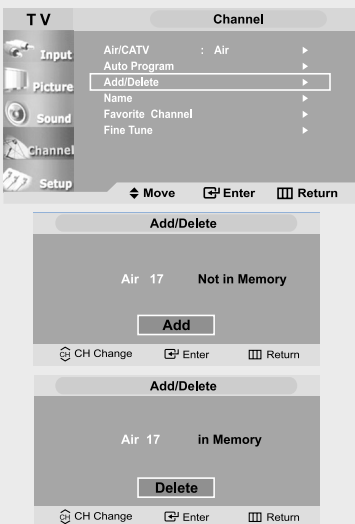 T V
Channel
Input
Picture
Sound
Channel
Setup
Air/CATV : Air
Auto Program
Add/Delete
Name
Favorite Channel
Fine Tune
Move Enter Return
Add/Delete
Air 17 Not in Memory
Add
CH CH Change Enter Return
Add/Delete
Air 17 in Memory
Delete
CH CH Change Enter Return